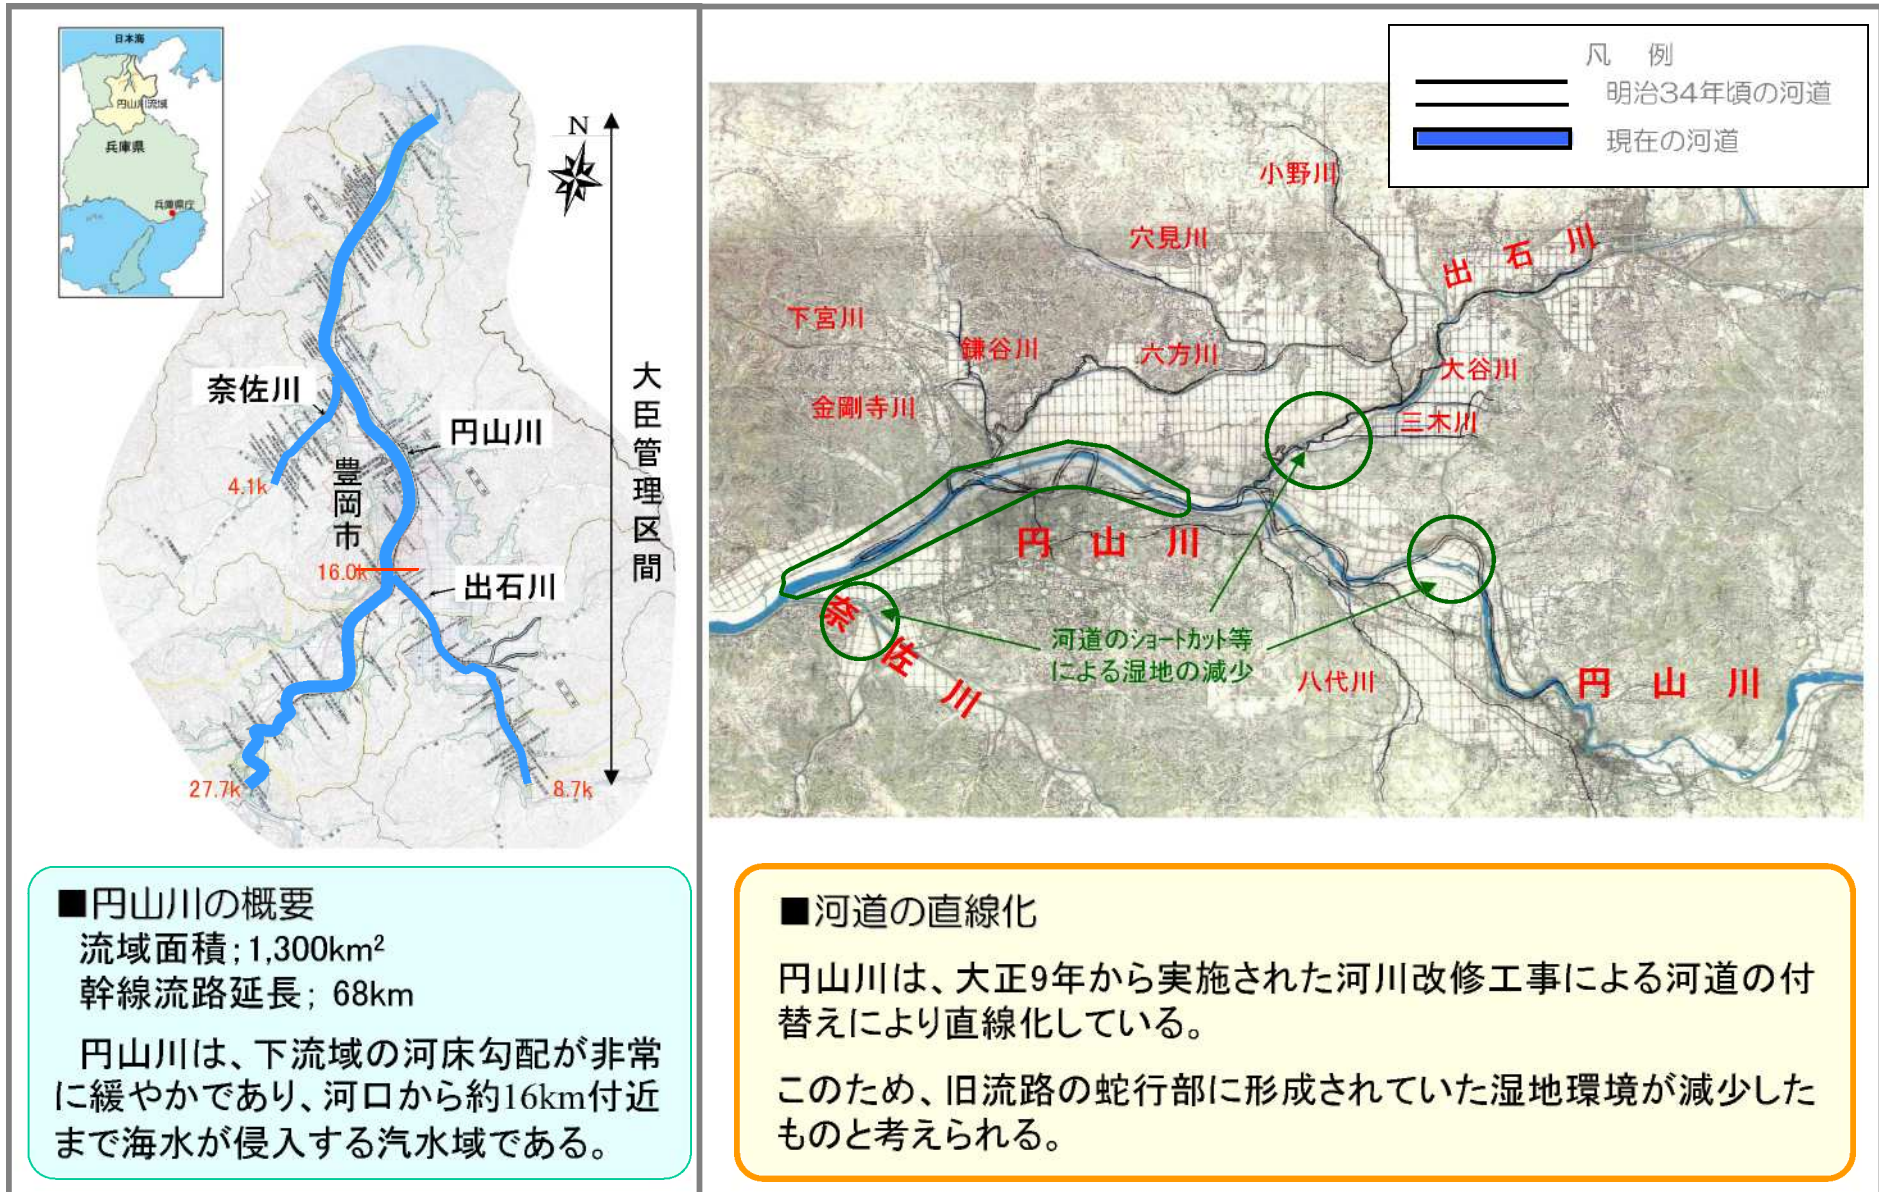 日本海
円山川流域
兵庫県
兵庫県庁
N
大臣管理区間
奈佐川
円山川
豊岡市
4.1k
16.0k
出石川
27.7k
8.7k
■円山川の概要
流域面積;1,300km²
幹線流路延長; 68km
円山川は、下流域の河床勾配が非常
に緩やかであり、河口から約16km付近
まで海水が侵入する汽水域である。
凡 例
明治34年頃の河道
現在の河道
小野川
穴見川
出石川
下宮川
鎌谷川
六方川
大谷川
金剛寺川
三木川
円山川
奈佐川
河道のショートカット等
による湿地の減少
八代川
円山川
■河道の直線化
円山川は、大正9年から実施された河川改修工事による河道の付
替えにより直線化している。
このため、旧流路の蛇行部に形成されていた湿地環境が減少した
ものと考えられる。